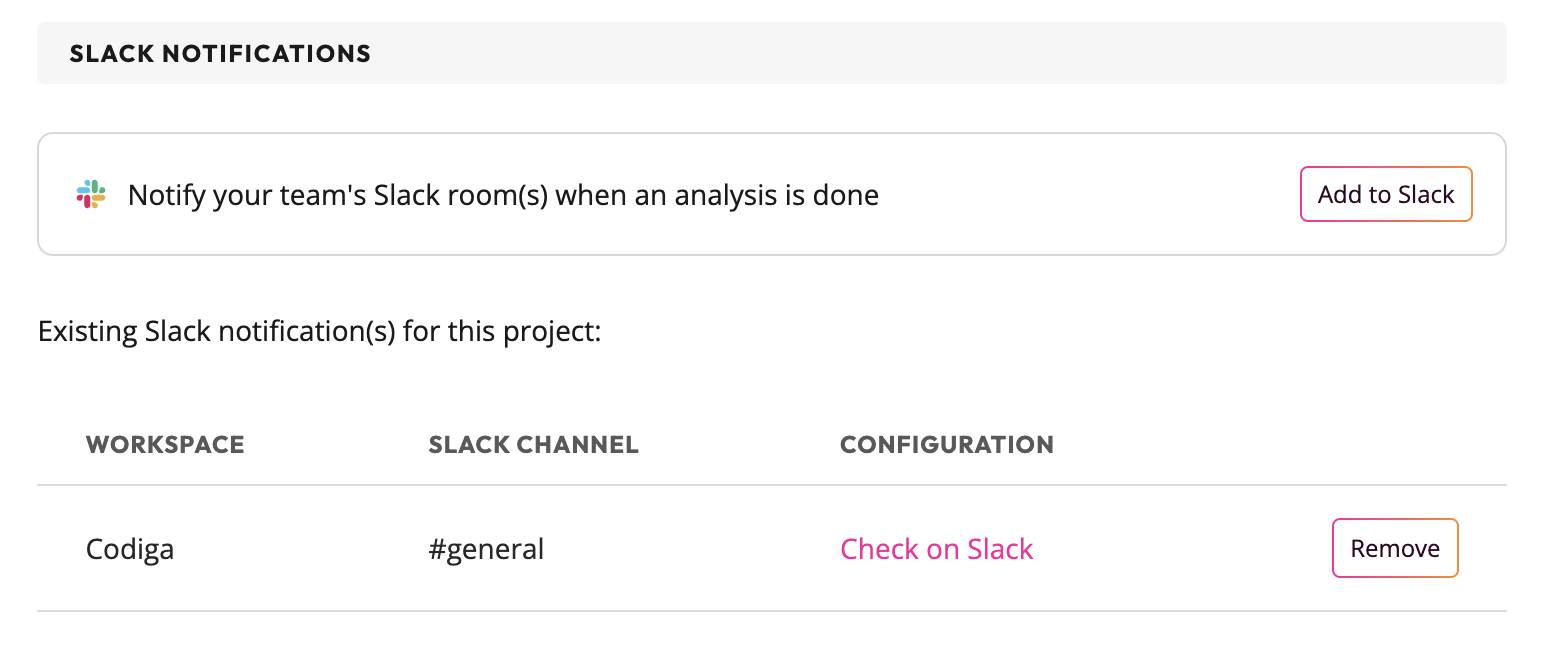 SLACK NOTIFICATIONS
Notify your team's Slack room(s) when an analysis is done
Add to Slack
Existing Slack notification(s) for this project:
WORKSPACE SLACK CHANNEL CONFIGURATION
Codiga #general Check on Slack Remove